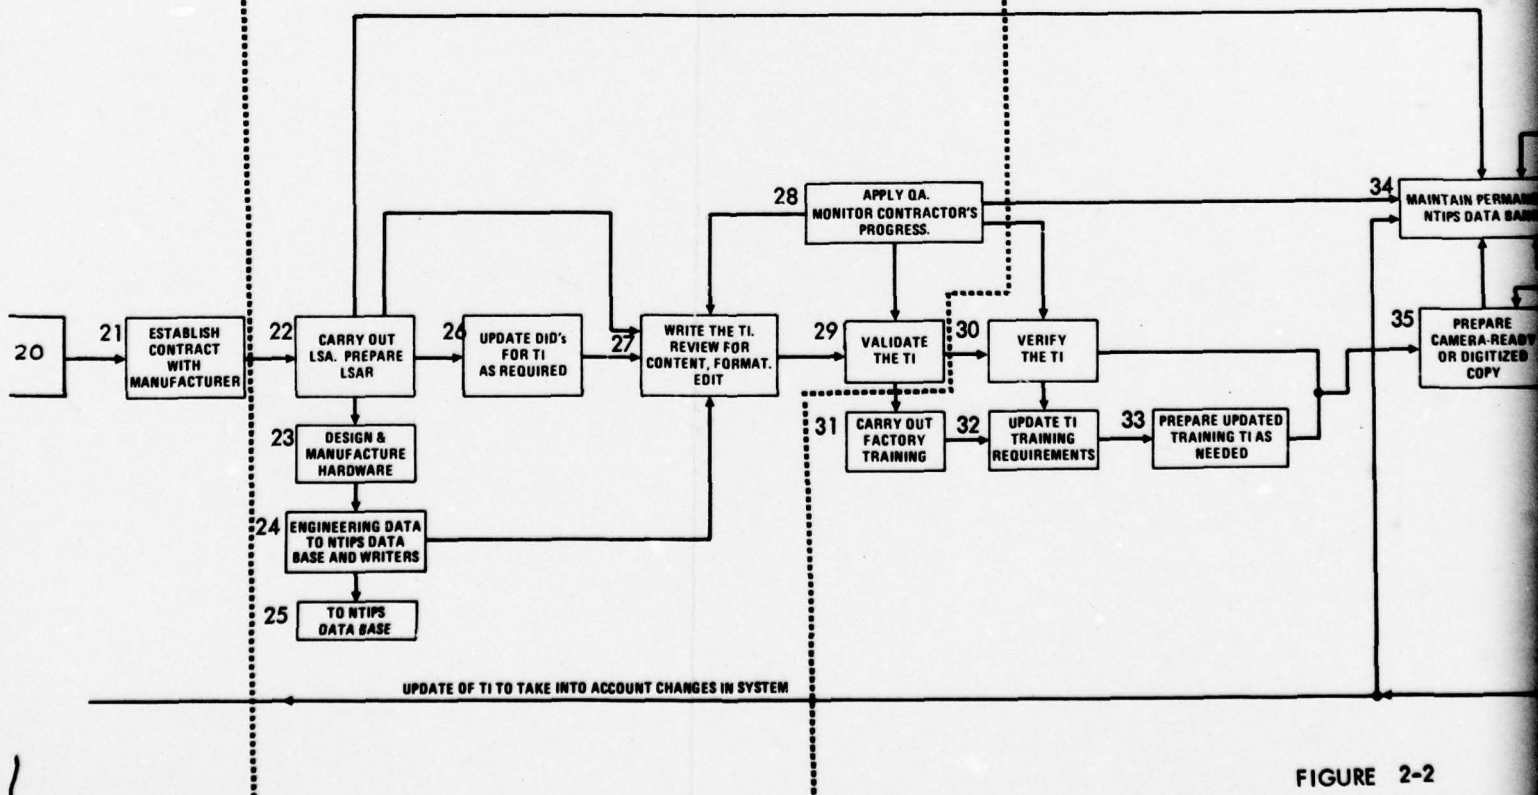 20
21
ESTABLISH
CONTRACT
WITH
MANUFACTURER
22
CARRY OUT
LSA. PREPARE
LSAR
23
DESIGN &
MANUFACTURE
HARDWARE
24
ENGINEERING DATA
TO NTIPS DATA
BASE AND WRITERS
25
TO NTIPS
DATA BASE
26
UPDATE DID's
FOR TI
AS REQUIRED
27
WRITE THE TI.
REVIEW FOR
CONTENT, FORMAT.
EDIT
28
APPLY QA.
MONITOR CONTRACTOR'S
PROGRESS.
29
VALIDATE
THE TI
30
VERIFY
THE TI
31
CARRY OUT
FACTORY
TRAINING
32
UPDATE TI
TRAINING
REQUIREMENTS
33
PREPARE UPDATED
TRAINING TI AS
NEEDED
34
MAINTAIN
NTIPS DATA
35
PREPARE
CAMERA-READY
OR DIGITIZED
COPY
UPDATE OF TI TO TAKE INTO ACCOUNT CHANGES IN SYSTEM
FIGURE 2-2